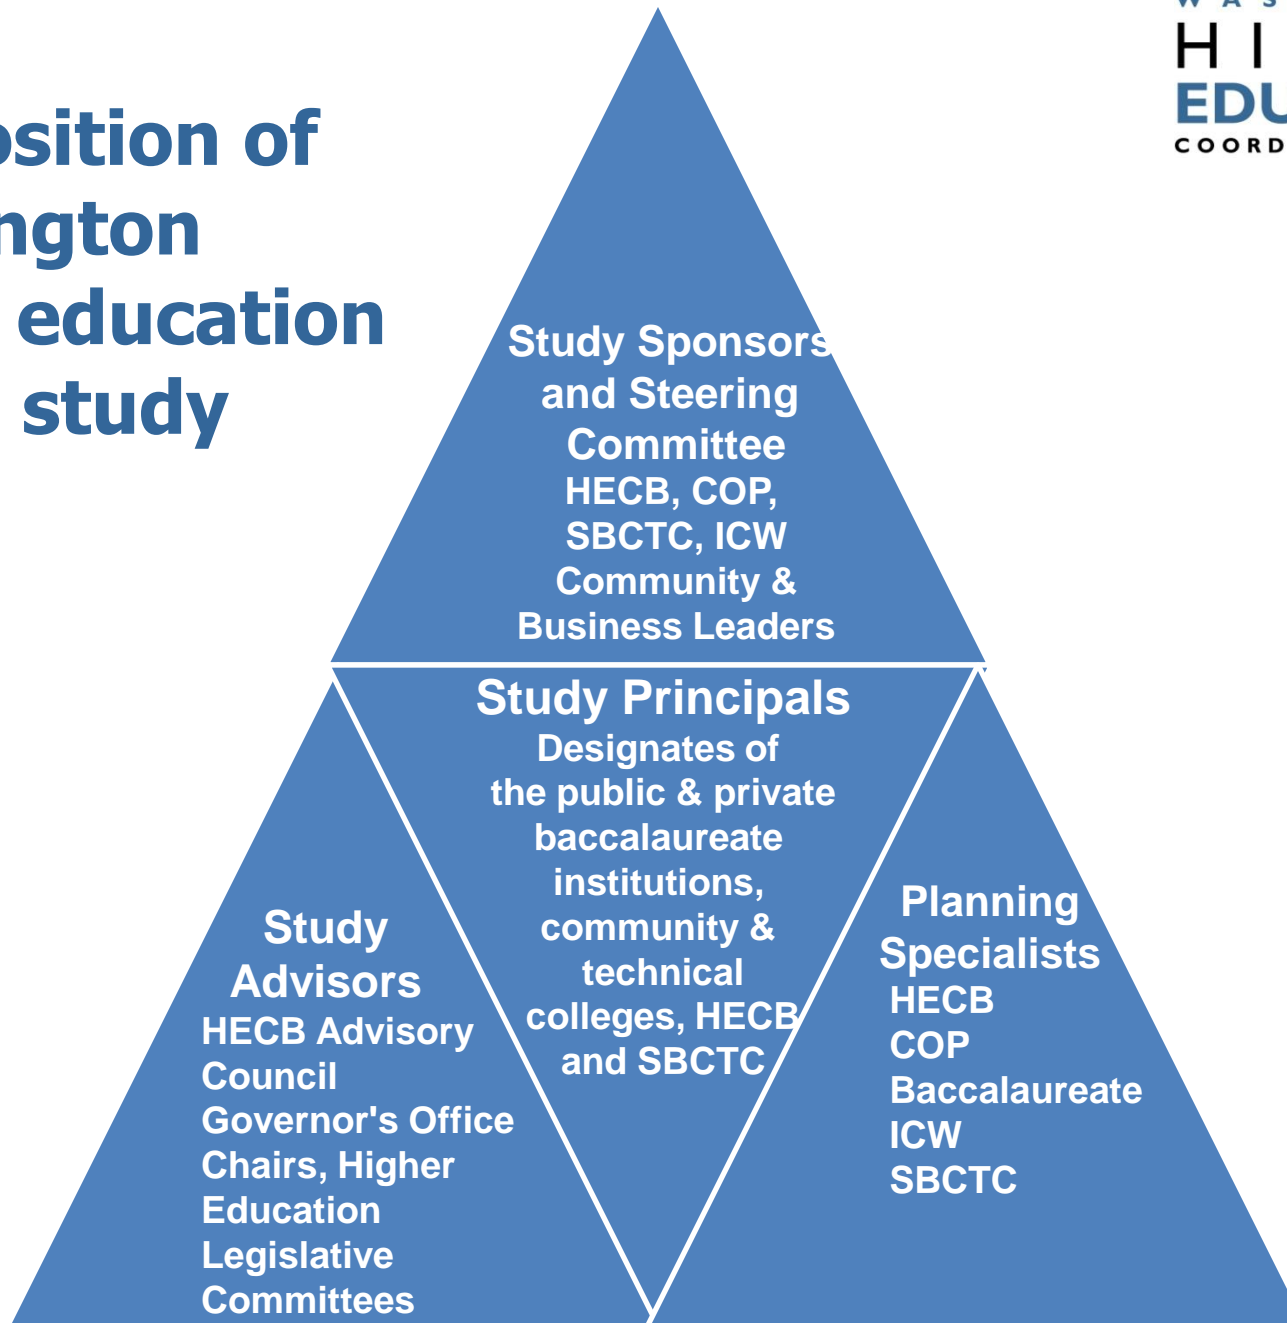 osition of
ngton
education
study
W A S
H I
EDU
COORD
Study Sponsors
and Steering
Committee
HECB, COP,
SBCTC, ICW
Community &
Business Leaders
Study Principals
Designates of
the public & private
baccalaureate
institutions,
community &
technical
colleges, HECB
and SBCTC
Study
Advisors
HECB Advisory
Council
Governor's Office
Chairs, Higher
Education
Legislative
Committees
Planning
Specialists
HECB
COP
Baccalaureate
ICW
SBCTC